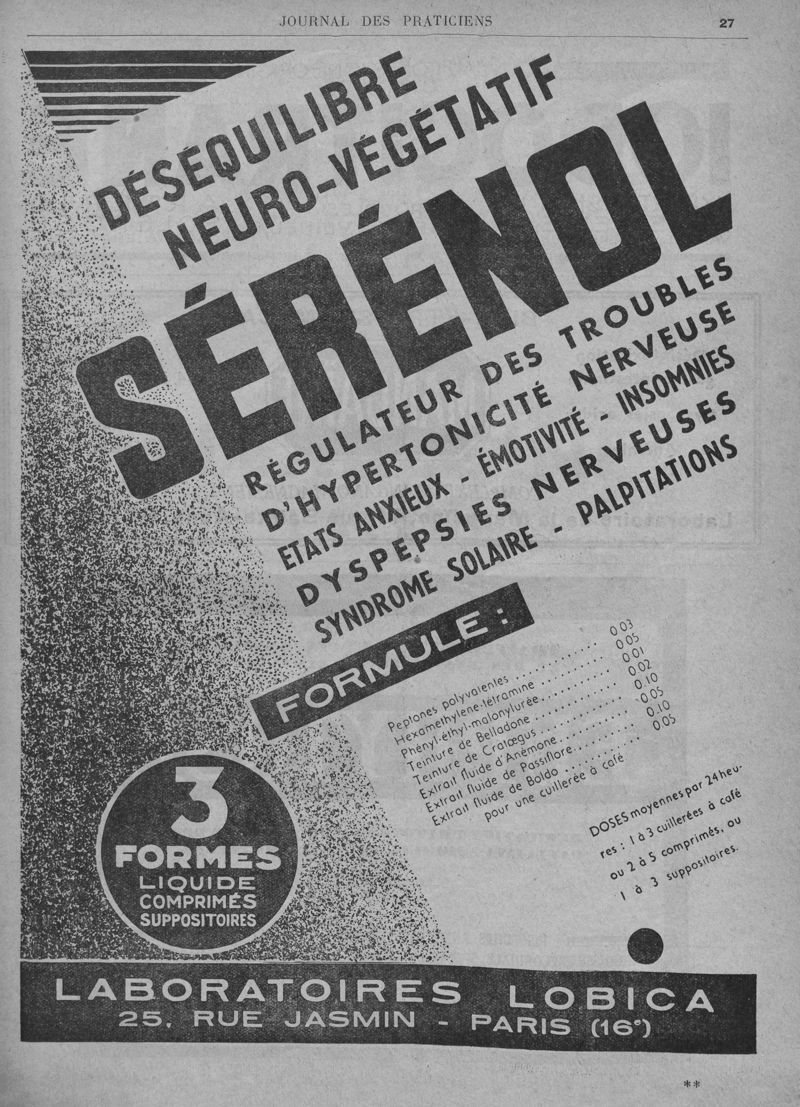 JOURNAL DES PRATICIENS
27
DÉSÉQUILIBRE
NEURO-VÉGÉTATIF
SÉRÉNOL
RÉGULATEUR DES TROUBLES
D'HYPERTONICITÉ NERVEUSE
ETATS ANXIEUX - ÉMOTIVITÉ - INSOMNIES
DYSPEPSIES NERVEUSES
SYNDROME SOLAIRE - PALPITATIONS
FORMULE :
Peptones polyvalentes ............ 0 03
Hexaméthylène-tétramine .......... 0 05
Phényl-éthyl-malonylurée .......... 0 01
Teinture de Belladone ............ 0 02
Teinture de Cratœgus ............ 0 10
Extrait fluide d'Anémone .......... 0 05
Extrait fluide de Passiflore ........ 0 10
Extrait fluide de Boldo ............ 0 05
pour une cuillerée à café
DOSES moyennes par 24 heu-
res : 1 à 3 cuillerées à café
ou 2 à 5 comprimés, ou
1 à 3 suppositoires.
3
FORMES
LIQUIDE
COMPRIMÉS
SUPPOSITOIRES
LABORATOIRES LOBICA
25, RUE JASMIN - PARIS (16e)
**